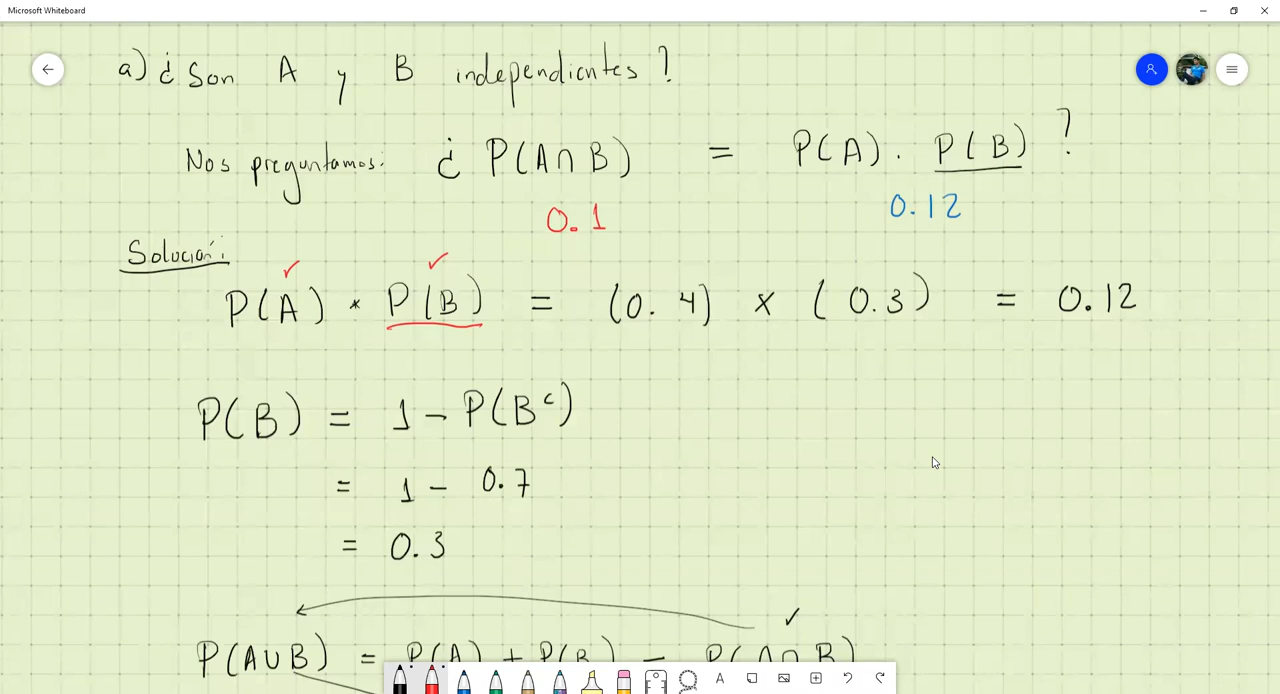 Microsoft Whiteboard
a) ¿ Son A y B independientes ?
Nos preguntamos: ¿ P(A∩B) = P(A) . P(B) ?
0.1 0.12
Solución:
P(A) * P(B) = (0.4) x (0.3) = 0.12
P(B) = 1 - P(Bᶜ)
= 1 - 0.7
= 0.3
P(A∪B) = P(A) + P(B) - P(A∩B)